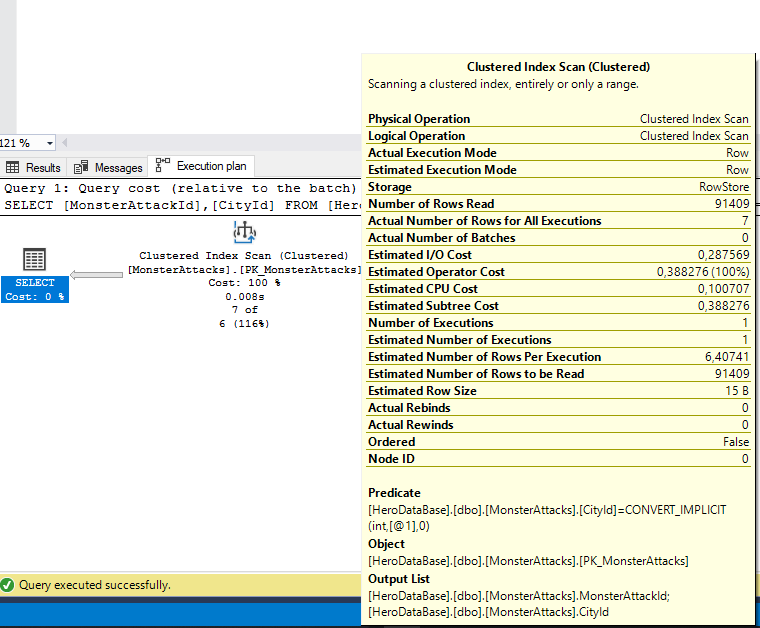 Clustered Index Scan (Clustered)
Scanning a clustered index, entirely or only a range.
Physical Operation Clustered Index Scan
Logical Operation Clustered Index Scan
Actual Execution Mode Row
Estimated Execution Mode Row
Storage RowStore
Number of Rows Read 91409
Actual Number of Rows for All Executions 7
Actual Number of Batches 0
Estimated I/O Cost 0,287569
Estimated Operator Cost 0,388276 (100%)
Estimated CPU Cost 0,100707
Estimated Subtree Cost 0,388276
Number of Executions 1
Estimated Number of Executions 1
Estimated Number of Rows Per Execution 6,40741
Estimated Number of Rows to be Read 91409
Estimated Row Size 15 B
Actual Rebinds 0
Actual Rewinds 0
Ordered False
Node ID 0
Predicate
[HeroDataBase].[dbo].[MonsterAttacks].[CityId]=CONVERT_IMPLICIT
(int,[@1],0)
Object
[HeroDataBase].[dbo].[MonsterAttacks].[PK_MonsterAttacks]
Output List
[HeroDataBase].[dbo].[MonsterAttacks].MonsterAttackId;
[HeroDataBase].[dbo].[MonsterAttacks].CityId
121 %
Results Messages Execution plan
Query 1: Query cost (relative to the batch)
SELECT [MonsterAttackId],[CityId] FROM [Her
SELECT
Cost: 0 %
Clustered Index Scan (Clustered)
[MonsterAttacks].[PK_MonsterAttacks]
Cost: 100 %
0.008s
7 of
6 (116%)
Query executed successfully.